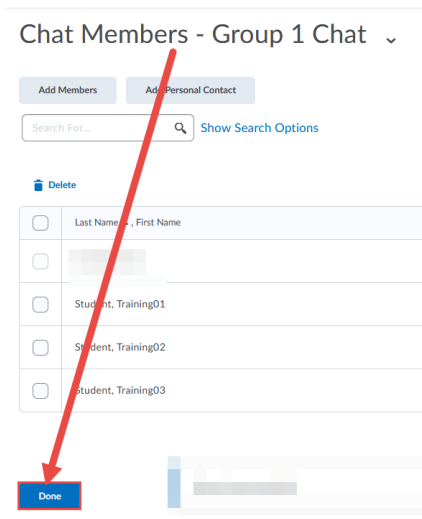 Chat Members - Group 1 Chat
Add Members Add Personal Contact
Search For... Show Search Options
Delete
Last Name , First Name
Student, Training01
Student, Training02
Student, Training03
Done